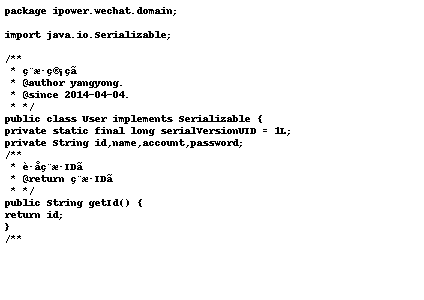 package ipower.wechat.domain;
import java.io.Serializable;
/**
* ç¨æ·ç®¡çã
* @author yangyong.
* @since 2014-04-04.
* */
public class User implements Serializable {
private static final long serialVersionUID = 1L;
private String id,name,account,password;
/**
* è·åç¨æ·IDã
* @return ç¨æ·IDã
* */
public String getId() {
return id;
}
/**